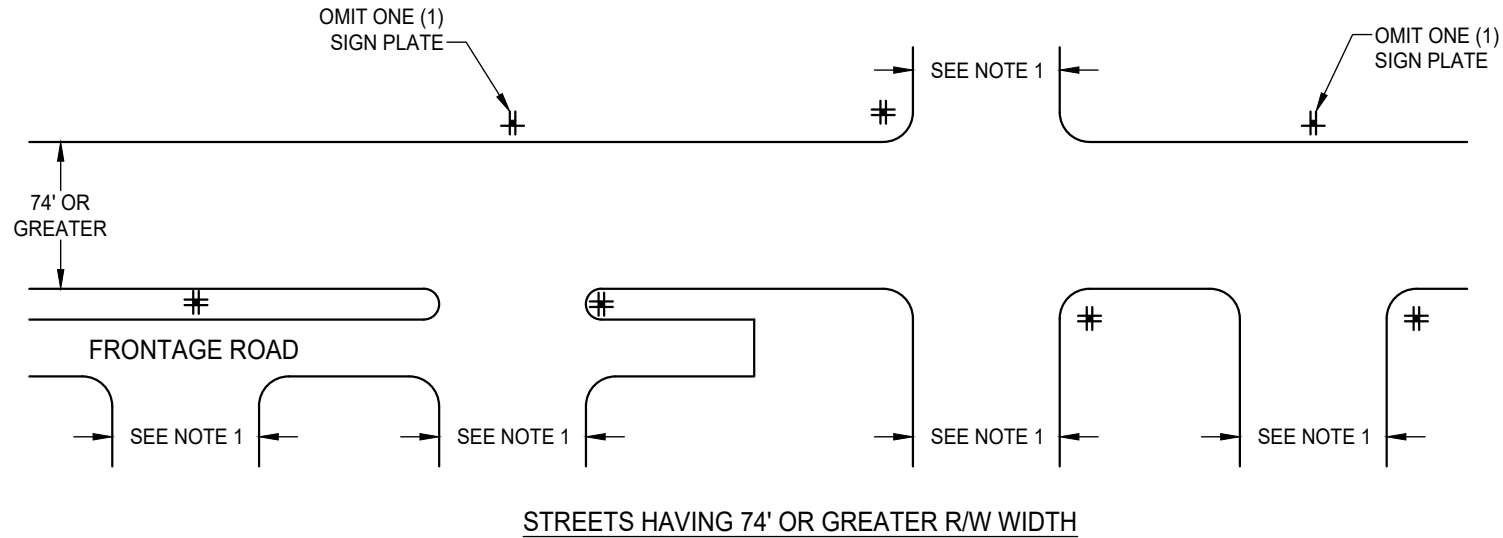 OMIT ONE (1)
SIGN PLATE
OMIT ONE (1)
SIGN PLATE
SEE NOTE 1
74' OR
GREATER
FRONTAGE ROAD
SEE NOTE 1
SEE NOTE 1
SEE NOTE 1
SEE NOTE 1
STREETS HAVING 74' OR GREATER R/W WIDTH